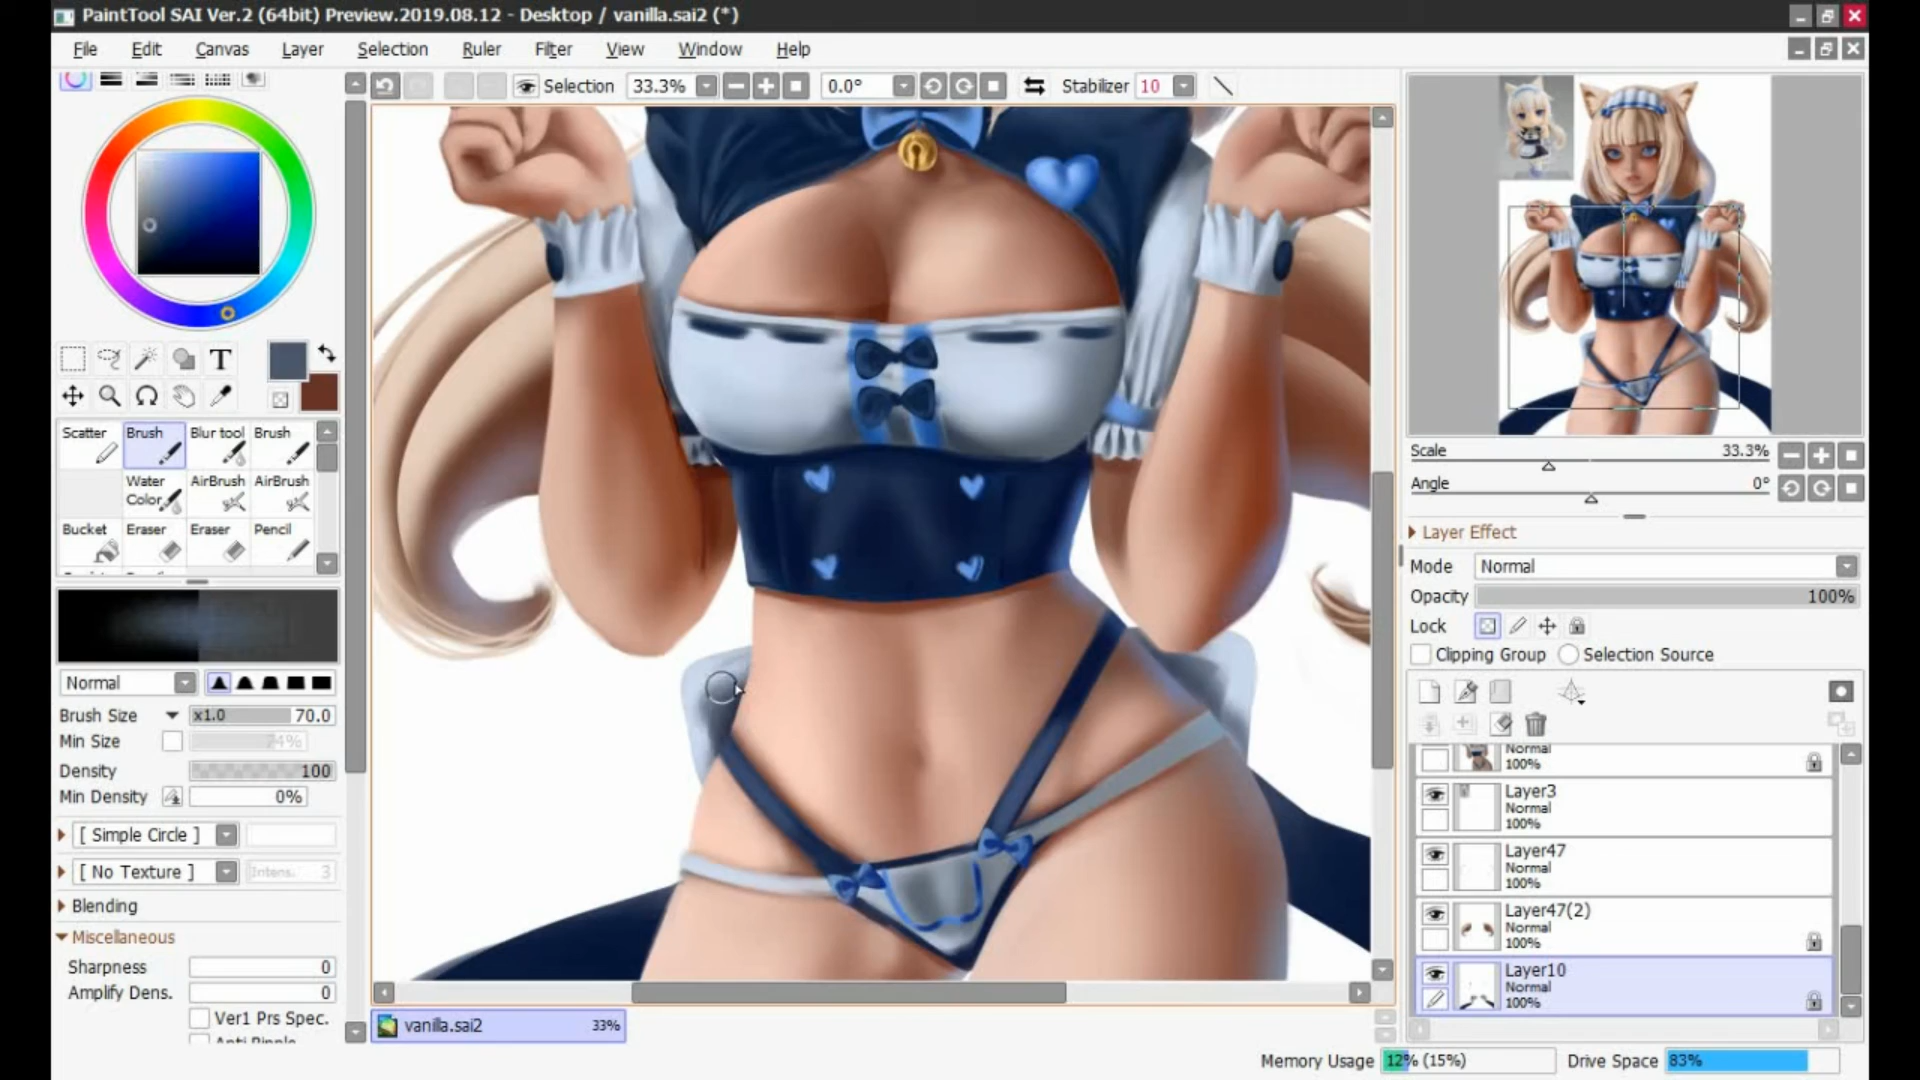 PaintTool SAI Ver.2 (64bit) Preview.2019.08.12 - Desktop / vanilla.sai2 (*)
File Edit Canvas Layer Selection Ruler Filter View Window Help
Selection 33.3% 0.0° Stabilizer 10
T
Scatter Brush Blur tool Brush
Water Color AirBrush AirBrush
Bucket Eraser Eraser Pencil
Normal
Brush Size x1.0 70.0
Min Size
Density 100
Min Density 0%
[ Simple Circle ]
[ No Texture ] Intens. 3
Blending
Miscellaneous
Sharpness 0
Amplify Dens. 0
Ver1 Prs Spec.
vanilla.sai2 33%
Scale 33.3%
Angle 0°
Layer Effect
Mode Normal
Opacity 100%
Lock
Clipping Group Selection Source
Normal
100%
Layer3
Normal
100%
Layer47
Normal
100%
Layer47(2)
Normal
100%
Layer10
Normal
100%
Memory Usage 12% (15%) Drive Space 83%